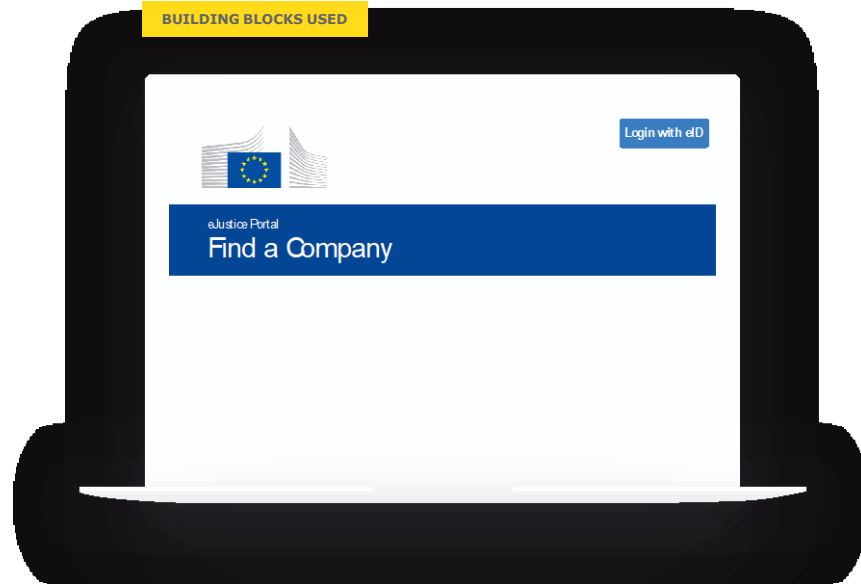 BUILDING BLOCKS USED
Login with eID
eJustice Portal
Find a Company